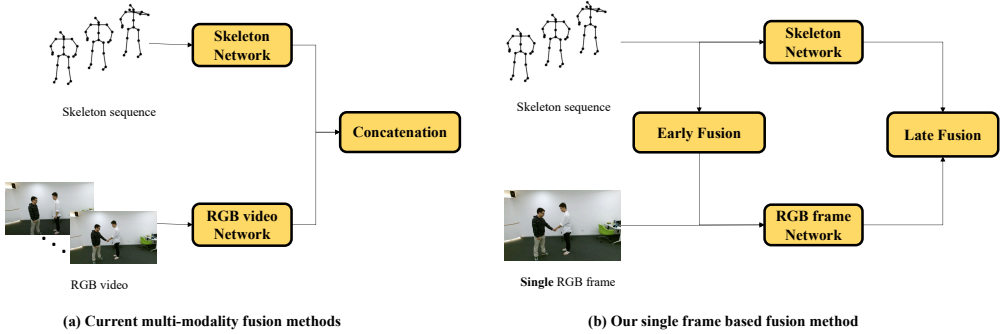 Skeleton
Network
Skeleton sequence
Concatenation
RGB video
Network
RGB video
(a) Current multi-modality fusion methods
Skeleton
Network
Skeleton sequence
Early Fusion
Late Fusion
RGB frame
Network
Single RGB frame
(b) Our single frame based fusion method